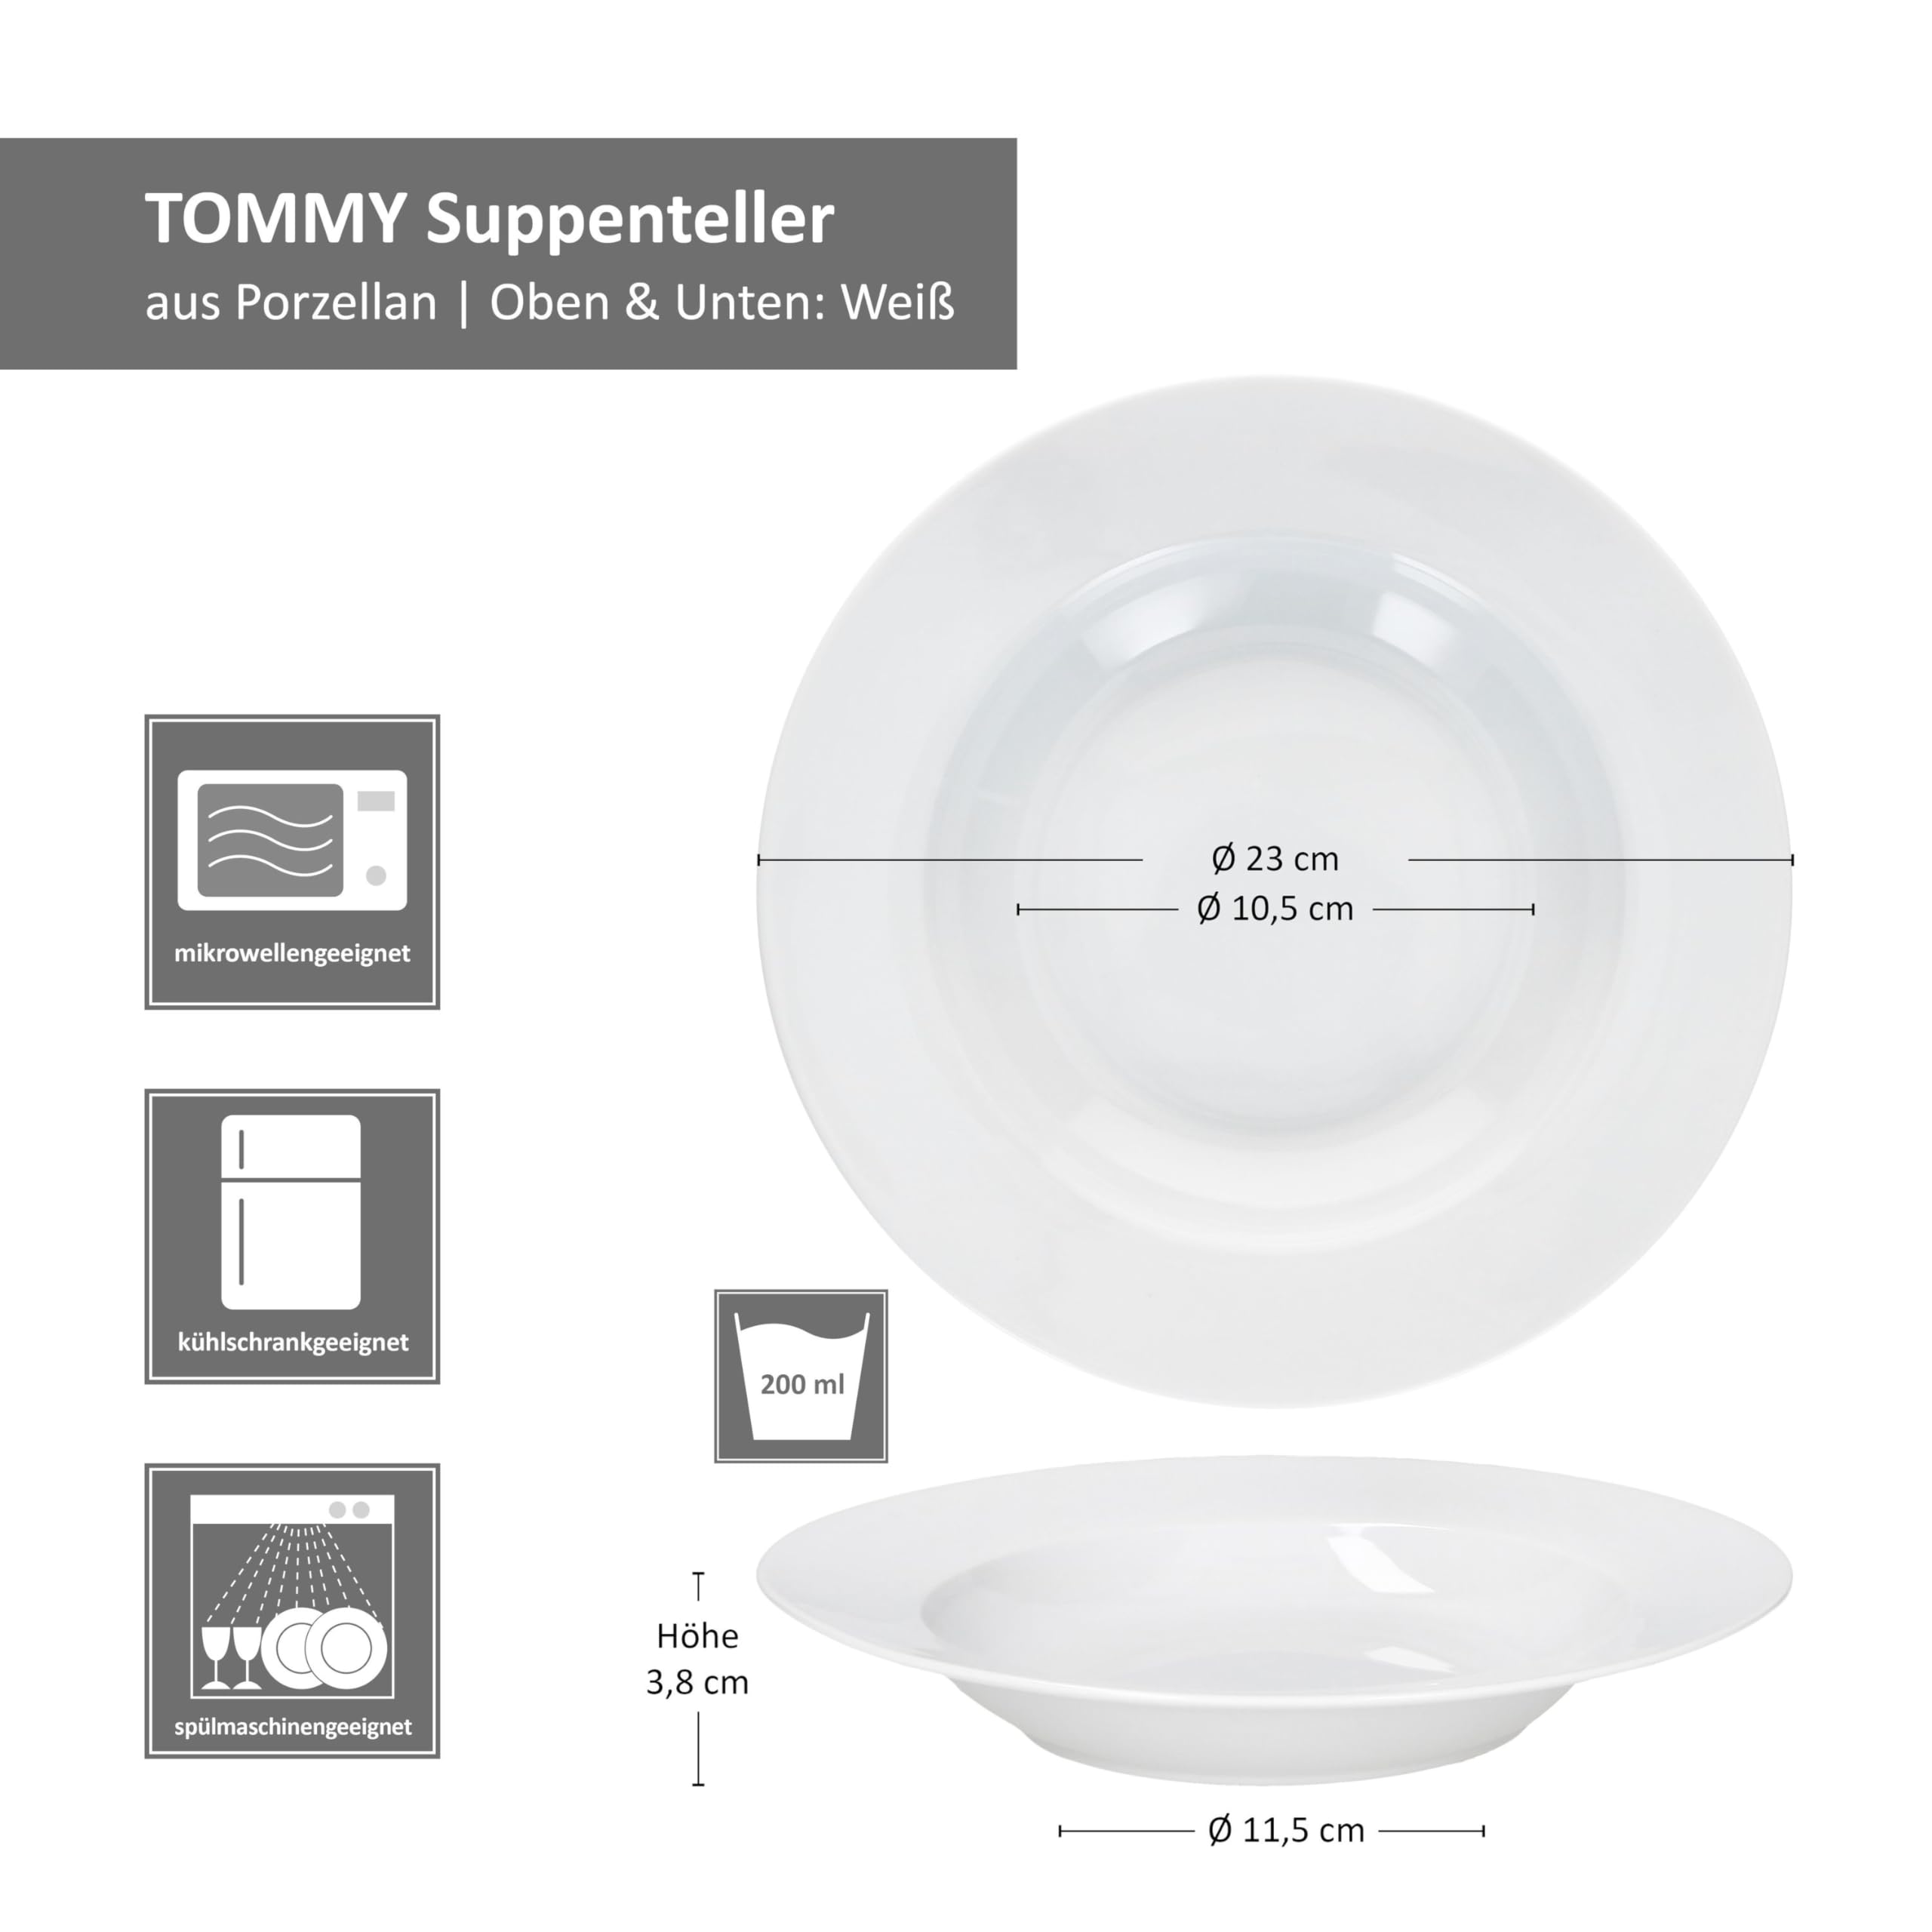 TOMMY Suppenteller
aus Porzellan | Oben & Unten: Weiß
mikrowellengeeignet
kühlschrankgeeignet
spülmaschinengeeignet
Ø 23 cm
Ø 10,5 cm
200 ml
Höhe
3,8 cm
Ø 11,5 cm